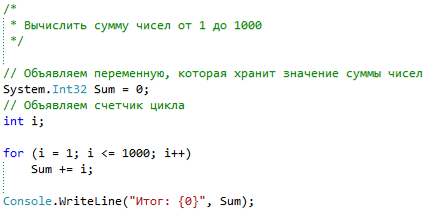 /*
 * Вычислить сумму чисел от 1 до 1000
 */
// Объявляем переменную, которая хранит значение суммы чисел
System.Int32 Sum = 0;
// Объявляем счетчик цикла
int i;
for (i = 1; i <= 1000; i++)
    Sum += i;
Console.WriteLine("Итог: {0}", Sum);